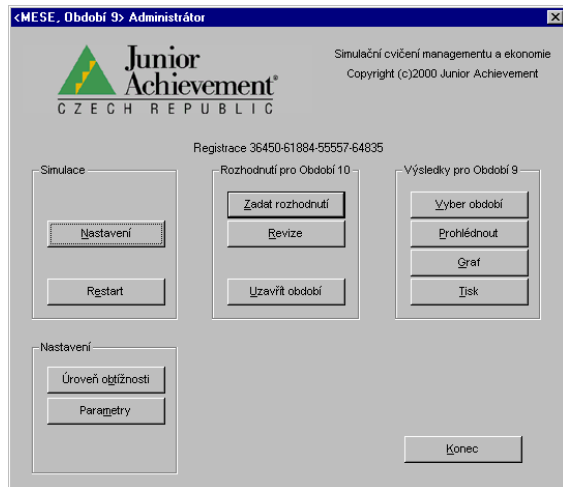 <MESE, Období 9> Administrátor
Junior
Achievement
CZECH REPUBLIC
Simulační cvičení managementu a ekonomie
Copyright (c)2000 Junior Achievement
Registrace 36450-61884-55557-64835
Simulace
Nastavení
Restart
Rozhodnutí pro Období 10
Zadat rozhodnutí
Revize
Uzavřít období
Výsledky pro Období 9
Vyber období
Prohlédnout
Graf
Tisk
Nastavení
Úroveň obtížnosti
Parametry
Konec